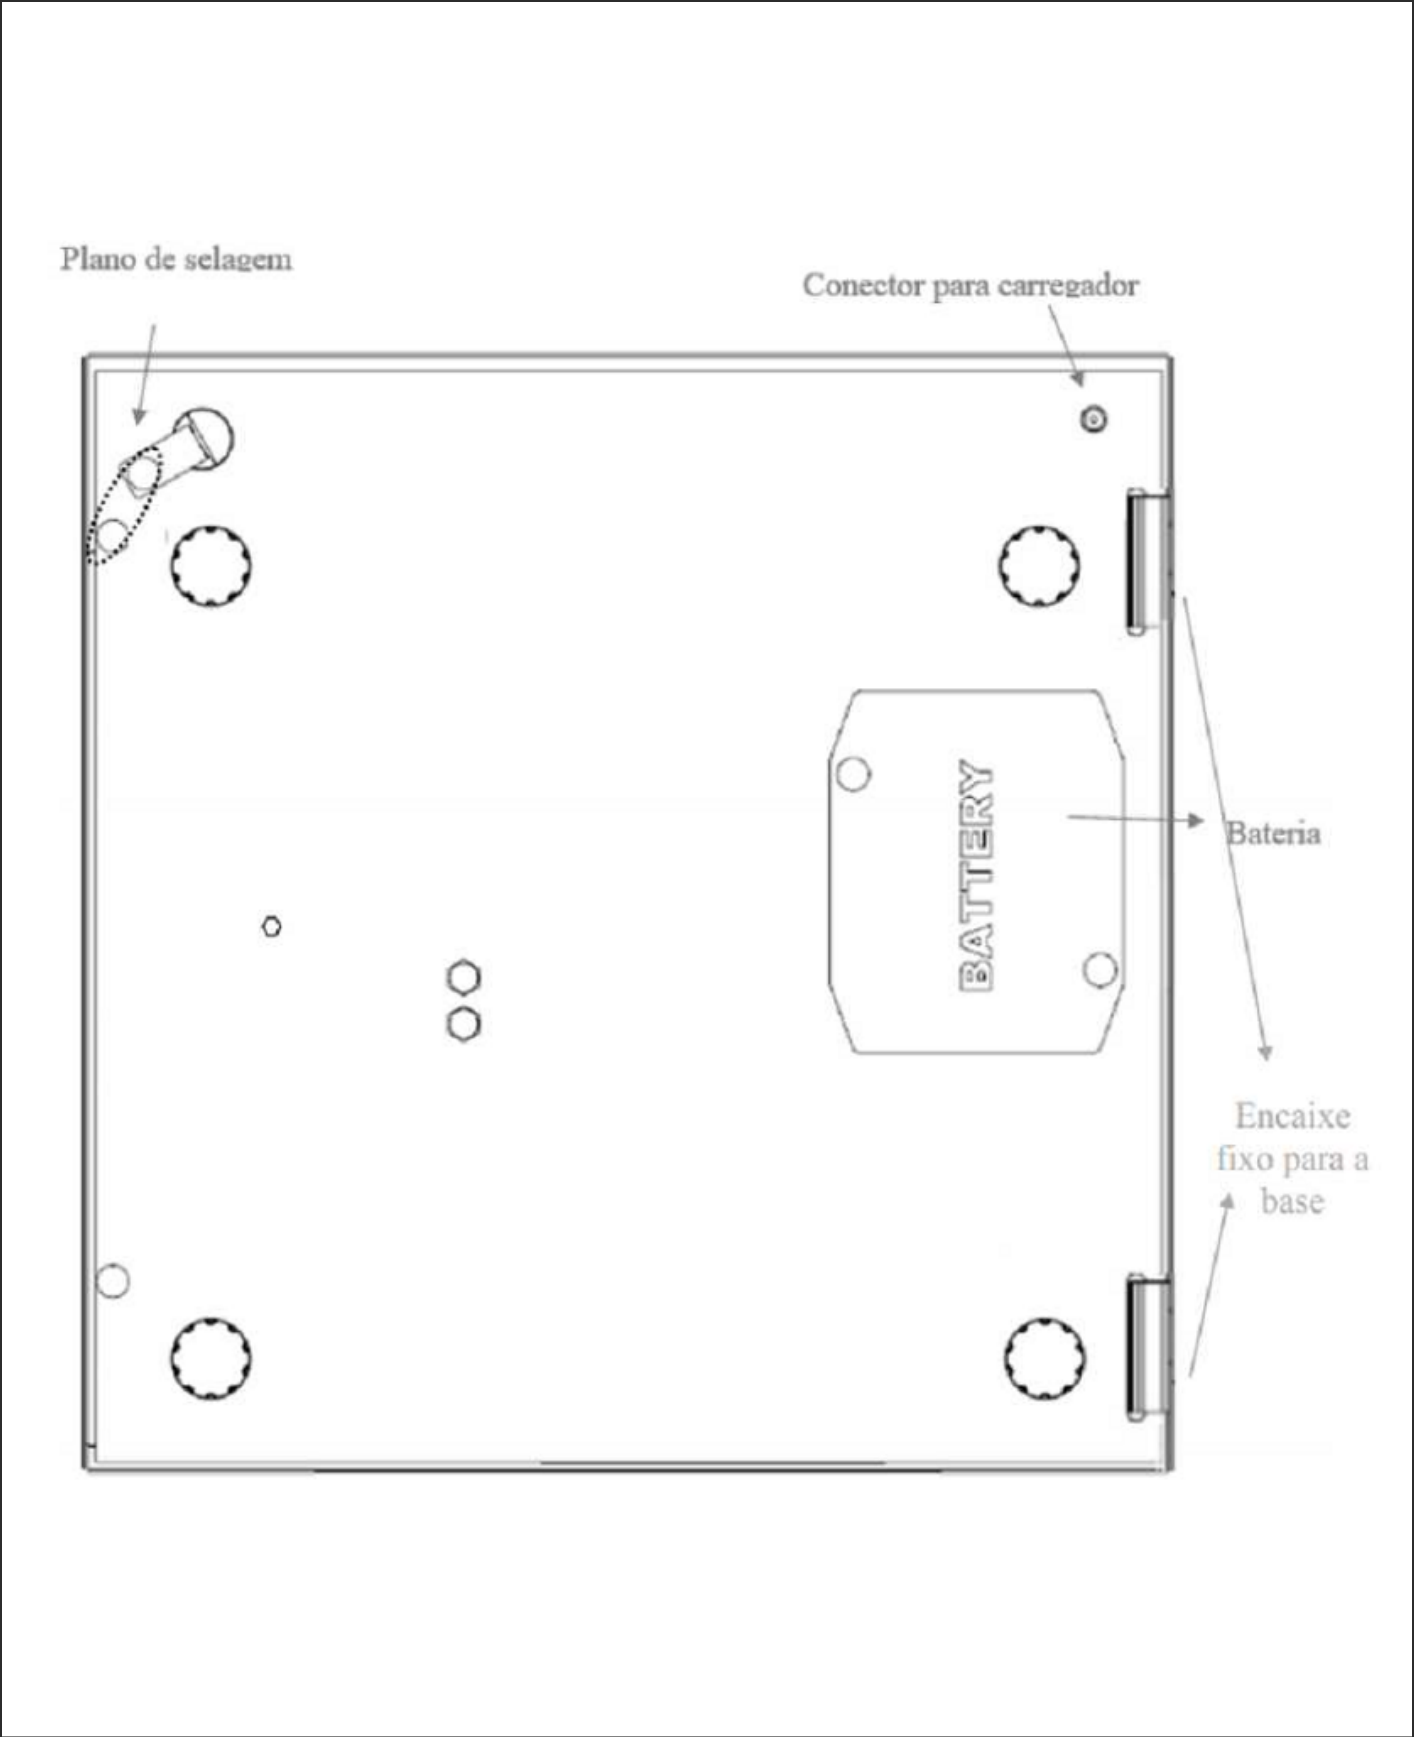 Plano de selagem
Conector para carregador
BATTERY
Bateria
Encaixe
fixo para a
base